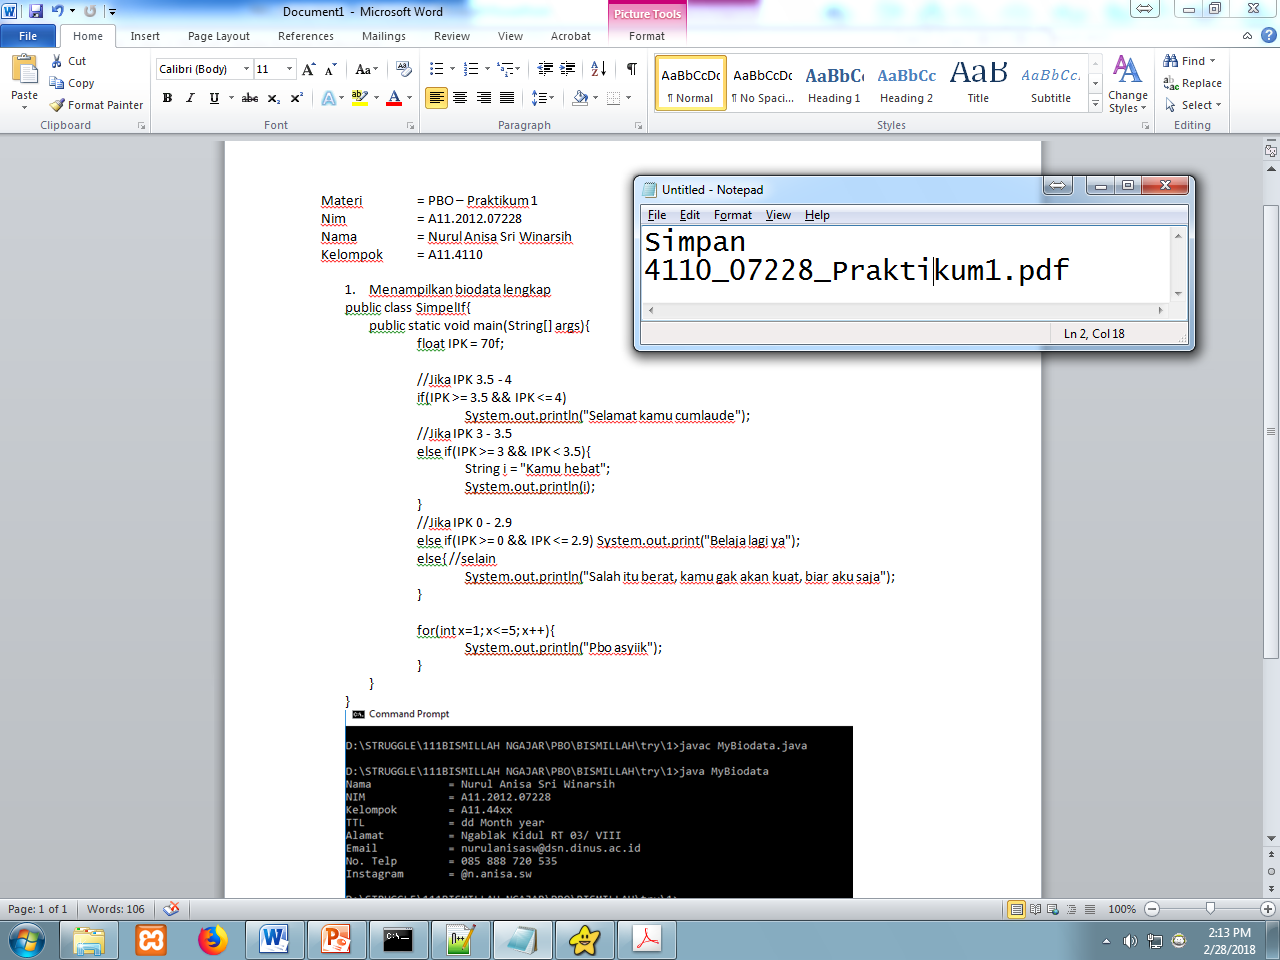 Document1 - Microsoft Word
Picture Tools
File Home Insert Page Layout References Mailings Review View Acrobat Format
Paste
Cut
Copy
Format Painter
Clipboard
Calibri (Body) 11
Font
Paragraph
AaBbCcDc AaBbCcDc AaBbCc AaBbCc AaB AaBbCc.
¶ Normal ¶ No Spaci... Heading 1 Heading 2 Title Subtitle
Change
Styles
Styles
Find
Replace
Select
Editing
Materi = PBO – Praktikum 1
Nim = A11.2012.07228
Nama = Nurul Anisa Sri Winarsih
Kelompok = A11.4110
1. Menampilkan biodata lengkap
public class SimpelIf{
public static void main(String[] args){
float IPK = 70f;
//Jika IPK 3.5 - 4
if(IPK >= 3.5 && IPK <= 4)
System.out.println("Selamat kamu cumlaude");
//Jika IPK 3 - 3.5
else if(IPK >= 3 && IPK < 3.5){
String i = "Kamu hebat";
System.out.println(i);
}
//Jika IPK 0 - 2.9
else if(IPK >= 0 && IPK <= 2.9) System.out.print("Belaja lagi ya");
else{ //selain
System.out.println("Salah itu berat, kamu gak akan kuat, biar aku saja");
}
for(int x=1; x<=5; x++){
System.out.println("Pbo asyiik");
}
}
}
Command Prompt
D:\STRUGGLE\111BISMILLAH NGAJAR\PBO\BISMILLAH\try\1>javac MyBiodata.java
D:\STRUGGLE\111BISMILLAH NGAJAR\PBO\BISMILLAH\try\1>java MyBiodata
Nama = Nurul Anisa Sri Winarsih
NIM = A11.2012.07228
Kelompok = A11.44xx
TTL = dd Month year
Alamat = Ngablak Kidul RT 03/ VIII
Email = nurulanisasw@dsn.dinus.ac.id
No. Telp = 085 888 720 535
Instagram = @n.anisa.sw
Untitled - Notepad
File Edit Format View Help
Simpan
4110_07228_Praktikum1.pdf
Ln 2, Col 18
Page: 1 of 1 Words: 106 100%
2:13 PM
2/28/2018